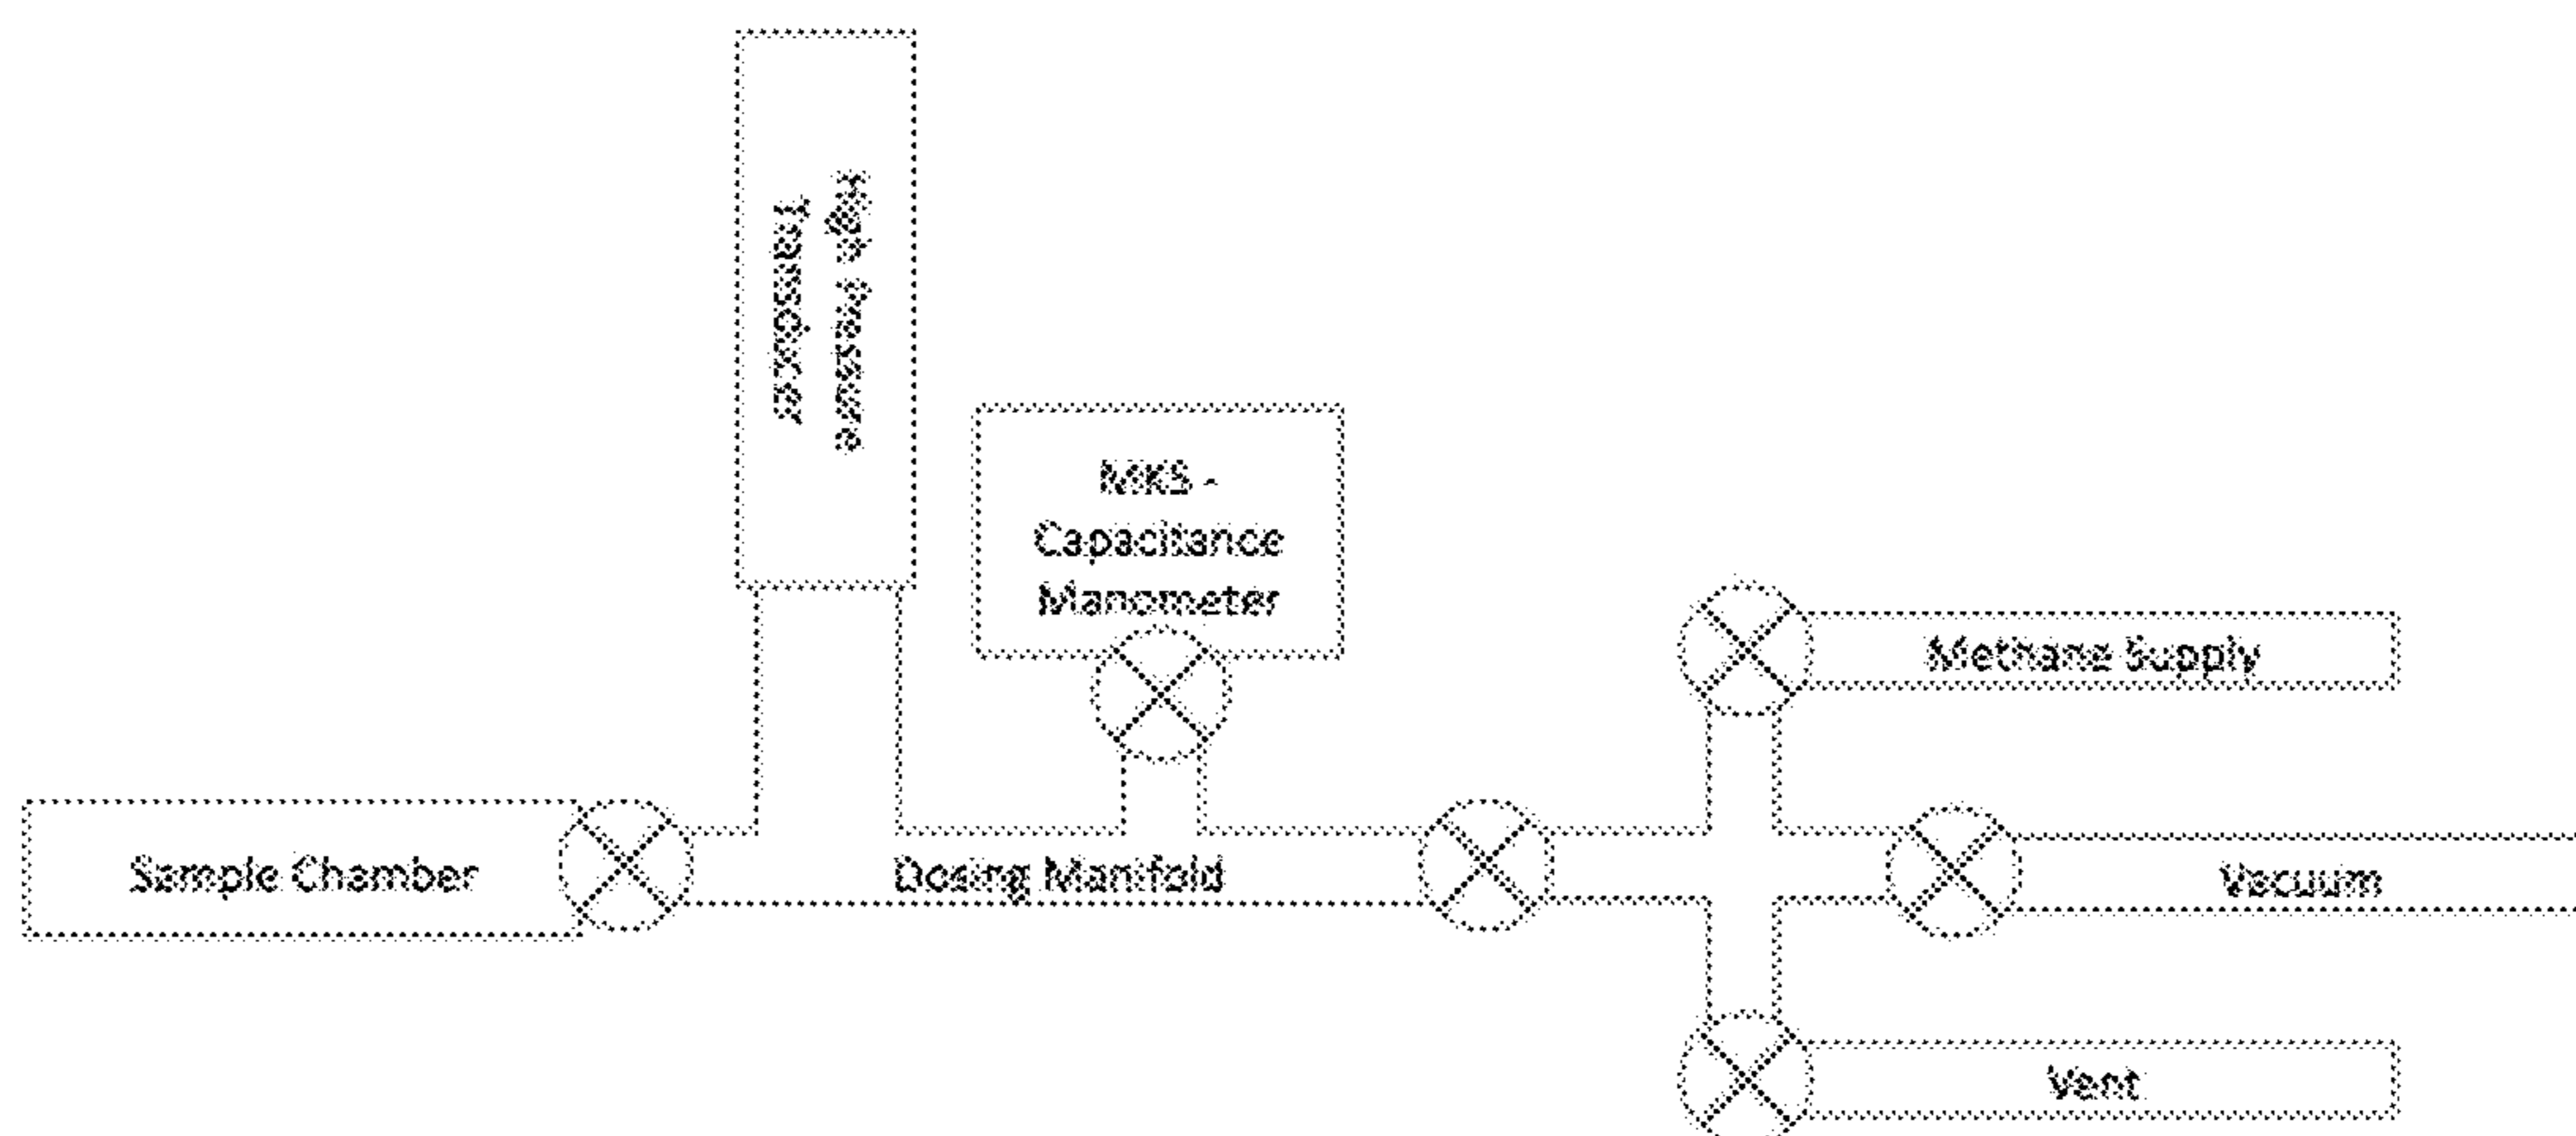 High pressure
Transducer
MKS -
Capacitance
Manometer
Methane Supply
Sample Chamber
Dosing Manifold
Vacuum
Vent